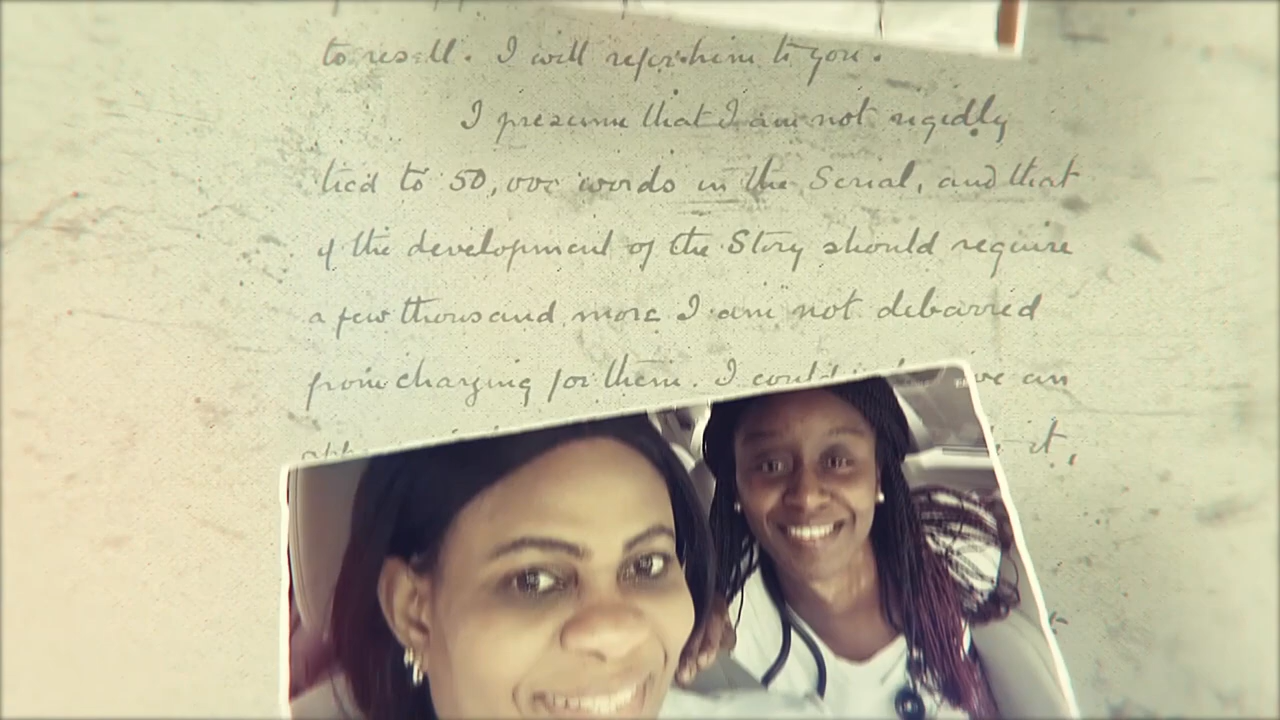 to resell. I will refer him to you.
I presume that I am not rigidly
tied to 50,000 words in the Serial, and that
if the development of the Story should require
a few thousand more I am not debarred
from charging for them. I could an
it,